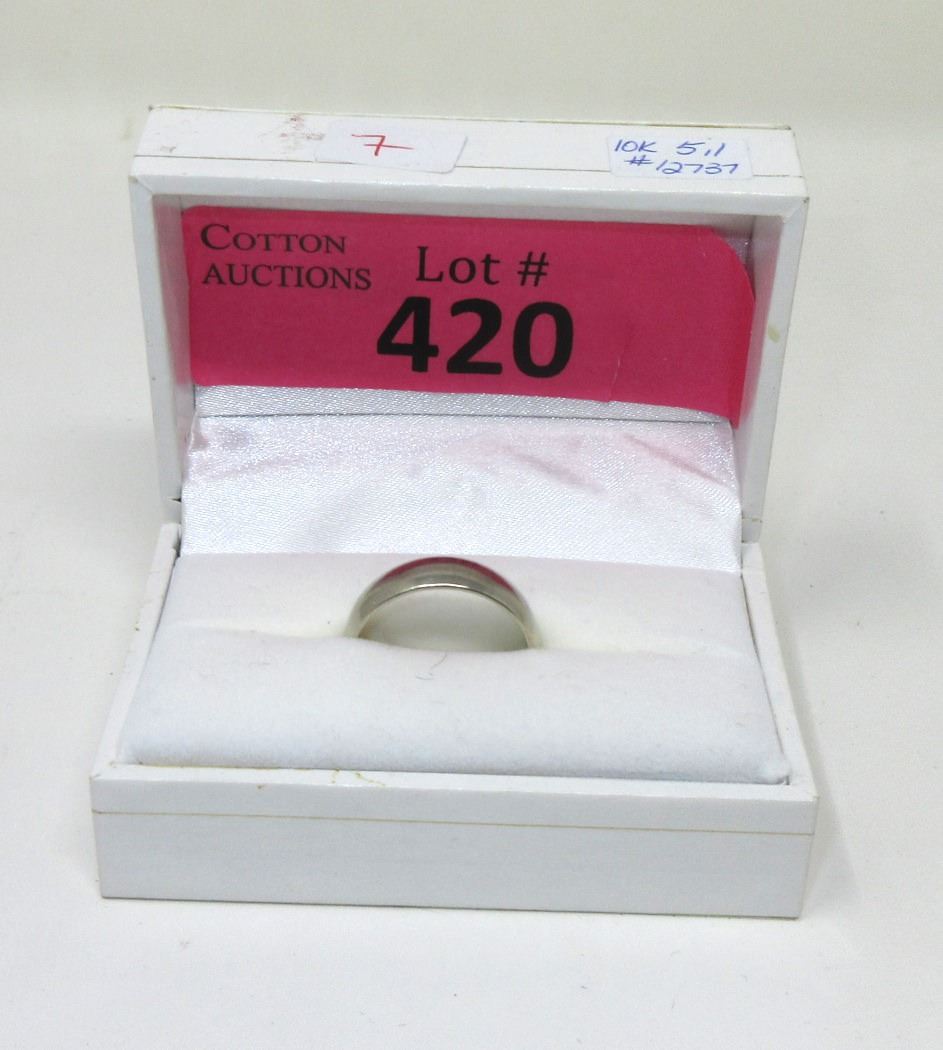 7
10K 5.1
#12737
COTTON
AUCTIONS
Lot #
420